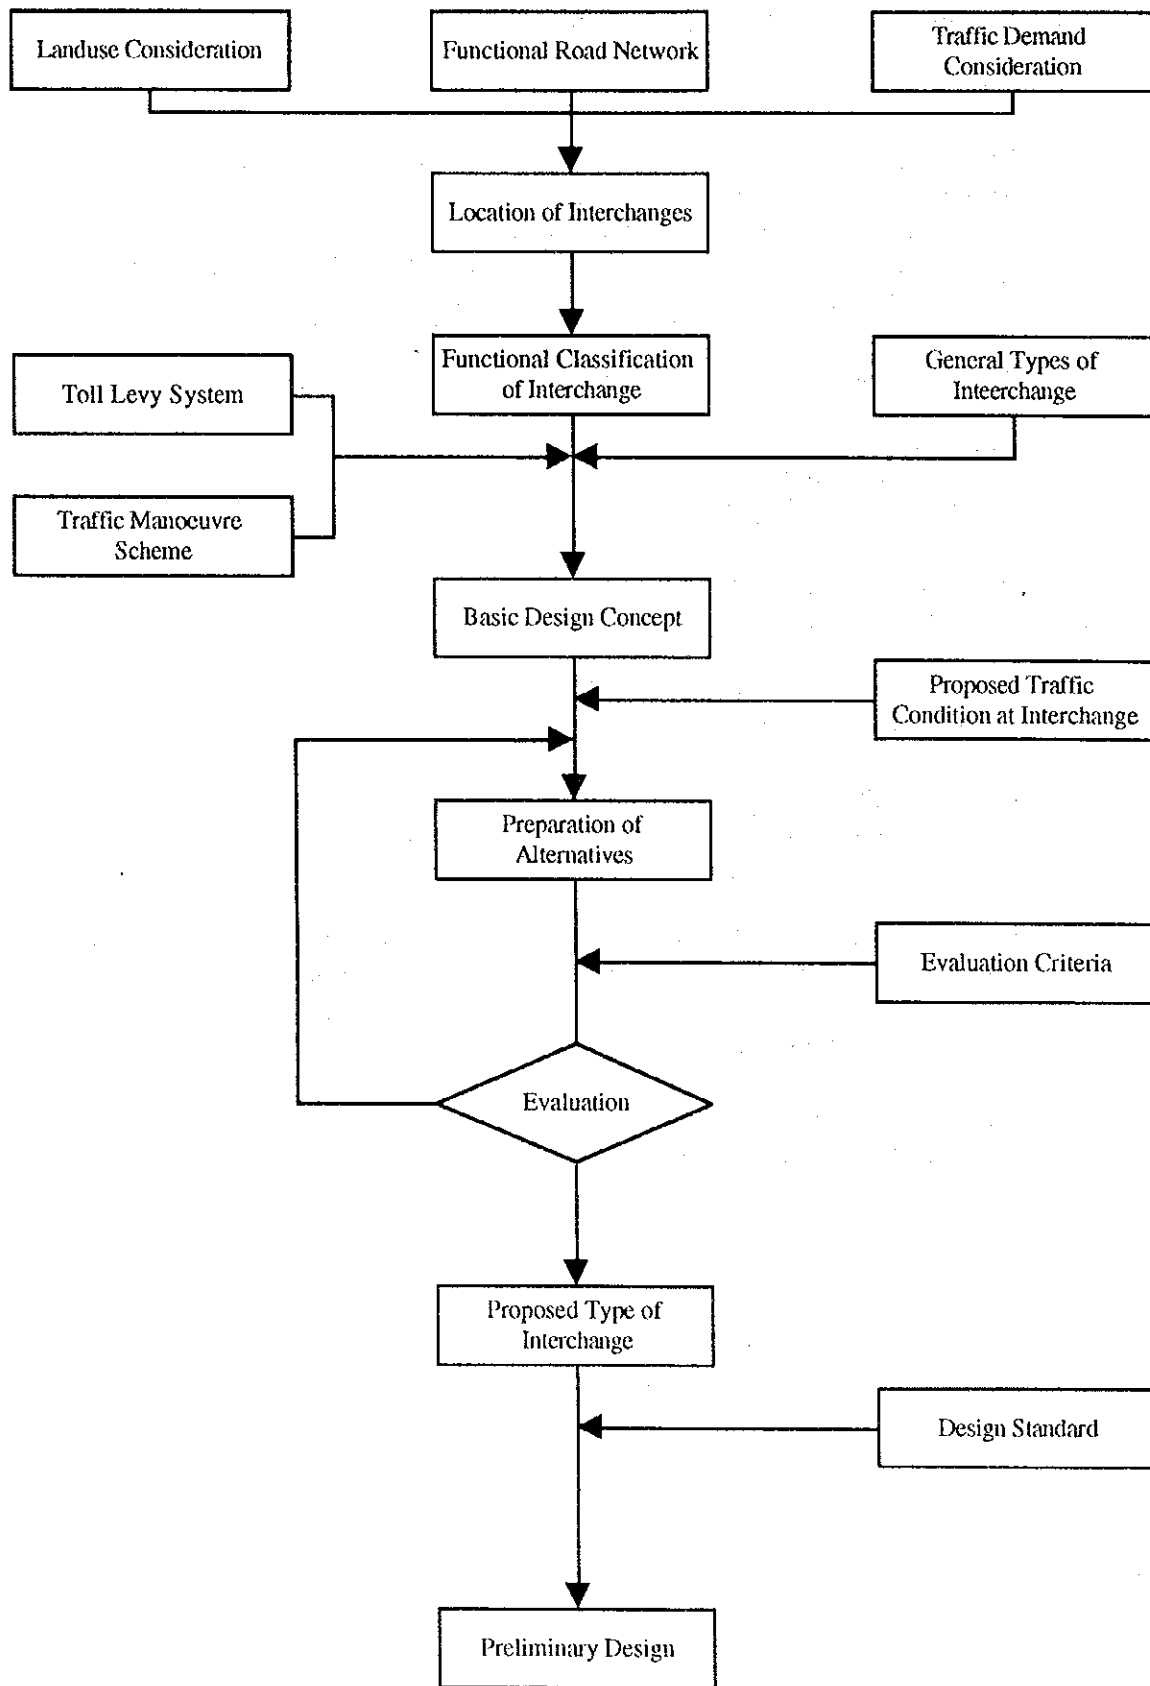 Landuse Consideration
Functional Road Network
Traffic Demand
Consideration
Location of Interchanges
Functional Classification
of Interchange
General Types of
Inteerchange
Toll Levy System
Traffic Manoeuvre
Scheme
Basic Design Concept
Proposed Traffic
Condition at Interchange
Preparation of
Alternatives
Evaluation Criteria
Evaluation
Proposed Type of
Interchange
Design Standard
Preliminary Design